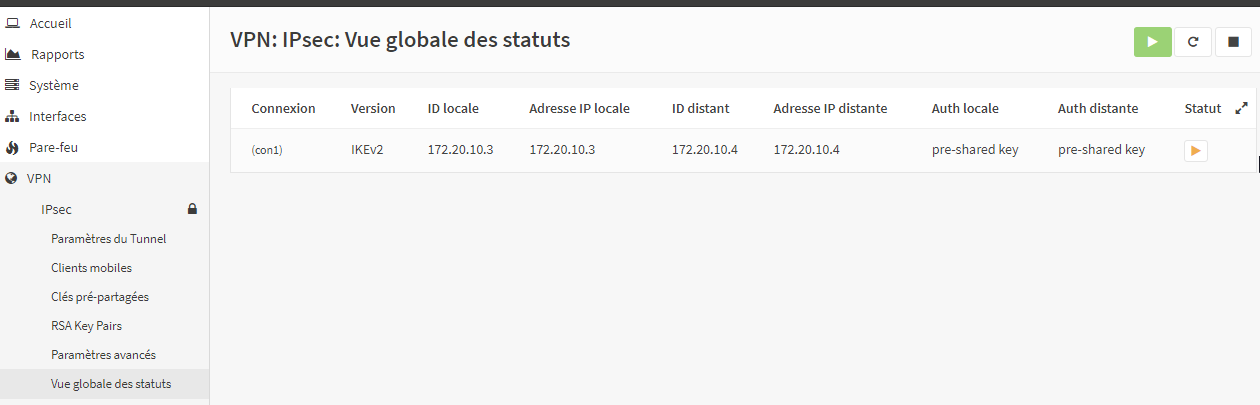 Accueil
Rapports
Système
Interfaces
Pare-feu
VPN
IPsec
Paramètres du Tunnel
Clients mobiles
Clés pré-partagées
RSA Key Pairs
Paramètres avancés
Vue globale des statuts
VPN: IPsec: Vue globale des statuts
Connexion Version ID locale Adresse IP locale ID distant Adresse IP distante Auth locale Auth distante Statut
(con1) IKEv2 172.20.10.3 172.20.10.3 172.20.10.4 172.20.10.4 pre-shared key pre-shared key